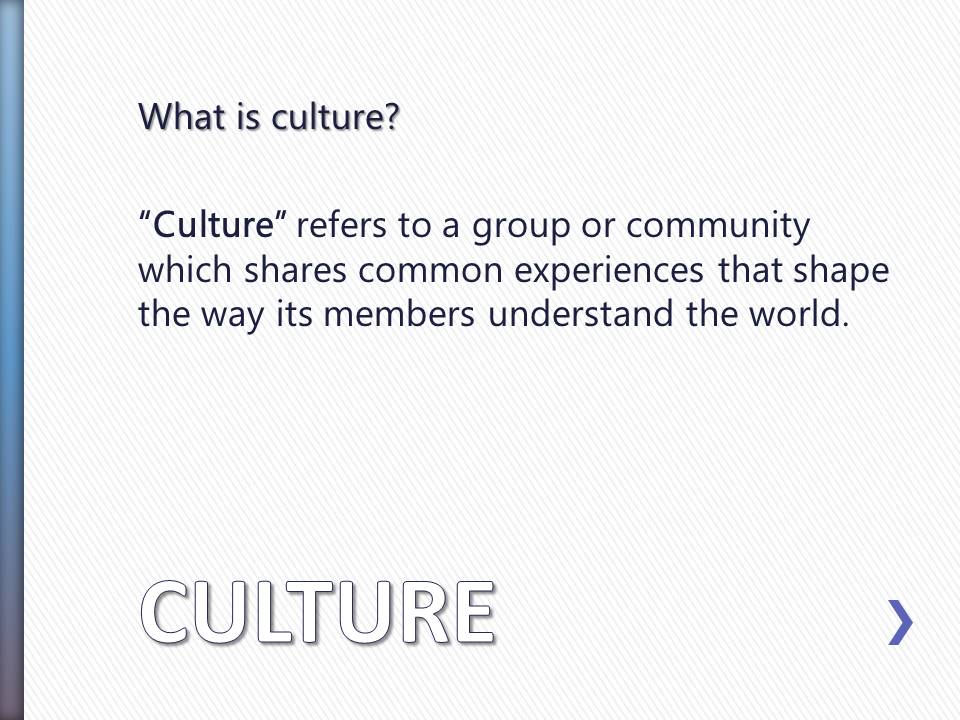 What is culture?
“Culture” refers to a group or community
which shares common experiences that shape
the way its members understand the world.
CULTURE